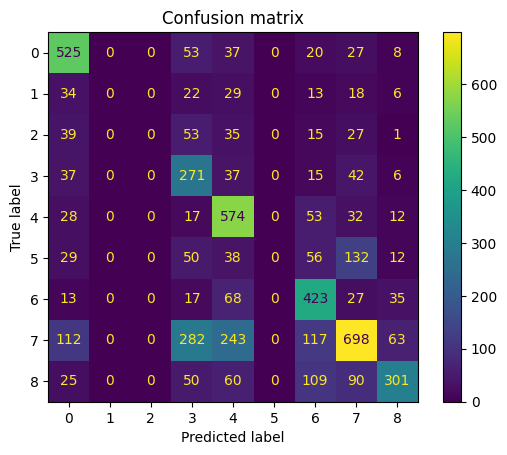 Confusion matrix
0 525 0 0 53 37 0 20 27 8
1 34 0 0 22 29 0 13 18 6
2 39 0 0 53 35 0 15 27 1
3 37 0 0 271 37 0 15 42 6
4 28 0 0 17 574 0 53 32 12
5 29 0 0 50 38 0 56 132 12
6 13 0 0 17 68 0 423 27 35
7 112 0 0 282 243 0 117 698 63
8 25 0 0 50 60 0 109 90 301
0 1 2 3 4 5 6 7 8
Predicted label
True label
600
500
400
300
200
100
0